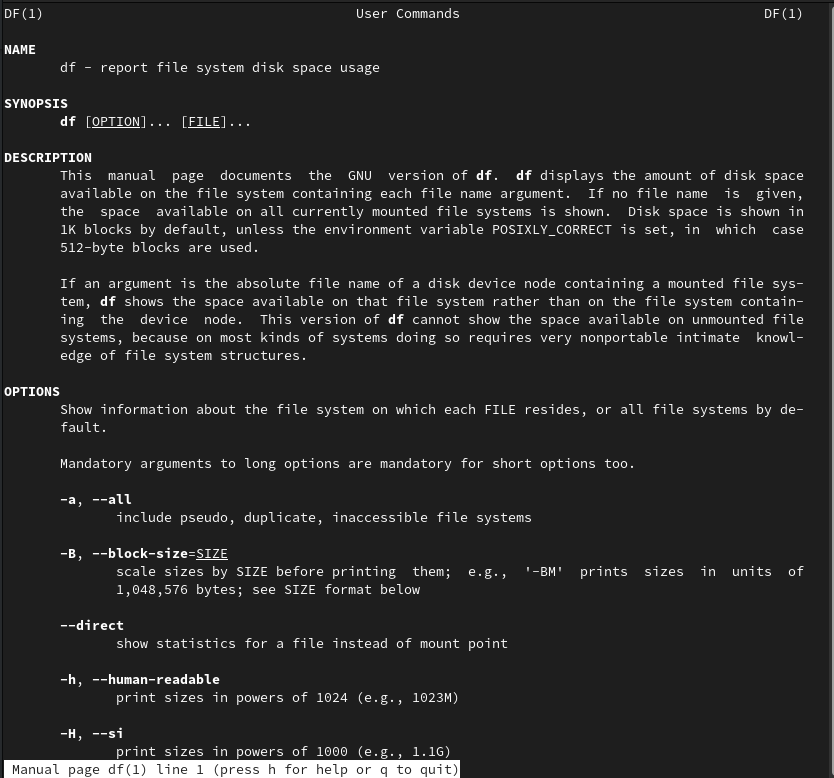 DF(1) User Commands DF(1)
NAME
df - report file system disk space usage
SYNOPSIS
df [OPTION]... [FILE]...
DESCRIPTION
This manual page documents the GNU version of df. df displays the amount of disk space
available on the file system containing each file name argument. If no file name is given,
the space available on all currently mounted file systems is shown. Disk space is shown in
1K blocks by default, unless the environment variable POSIXLY_CORRECT is set, in which case
512-byte blocks are used.
If an argument is the absolute file name of a disk device node containing a mounted file sys-
tem, df shows the space available on that file system rather than on the file system contain-
ing the device node. This version of df cannot show the space available on unmounted file
systems, because on most kinds of systems doing so requires very nonportable intimate knowl-
edge of file system structures.
OPTIONS
Show information about the file system on which each FILE resides, or all file systems by de-
fault.
Mandatory arguments to long options are mandatory for short options too.
-a, --all
include pseudo, duplicate, inaccessible file systems
-B, --block-size=SIZE
scale sizes by SIZE before printing them; e.g., '-BM' prints sizes in units of
1,048,576 bytes; see SIZE format below
--direct
show statistics for a file instead of mount point
-h, --human-readable
print sizes in powers of 1024 (e.g., 1023M)
-H, --si
print sizes in powers of 1000 (e.g., 1.1G)
Manual page df(1) line 1 (press h for help or q to quit)